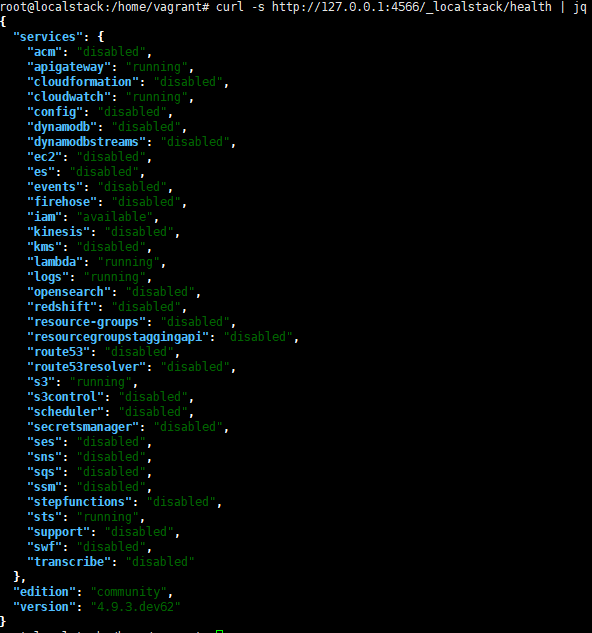 root@localstack:/home/vagrant# curl -s http://127.0.0.1:4566/_localstack/health | jq
{
  "services": {
    "acm": "disabled",
    "apigateway": "running",
    "cloudformation": "disabled",
    "cloudwatch": "running",
    "config": "disabled",
    "dynamodb": "disabled",
    "dynamodbstreams": "disabled",
    "ec2": "disabled",
    "es": "disabled",
    "events": "disabled",
    "firehose": "disabled",
    "iam": "available",
    "kinesis": "disabled",
    "kms": "disabled",
    "lambda": "running",
    "logs": "running",
    "opensearch": "disabled",
    "redshift": "disabled",
    "resource-groups": "disabled",
    "resourcegroupstaggingapi": "disabled",
    "route53": "disabled",
    "route53resolver": "disabled",
    "s3": "running",
    "s3control": "disabled",
    "scheduler": "disabled",
    "secretsmanager": "disabled",
    "ses": "disabled",
    "sns": "disabled",
    "sqs": "disabled",
    "ssm": "disabled",
    "stepfunctions": "disabled",
    "sts": "running",
    "support": "disabled",
    "swf": "disabled",
    "transcribe": "disabled"
  },
  "edition": "community",
  "version": "4.9.3.dev62"
}